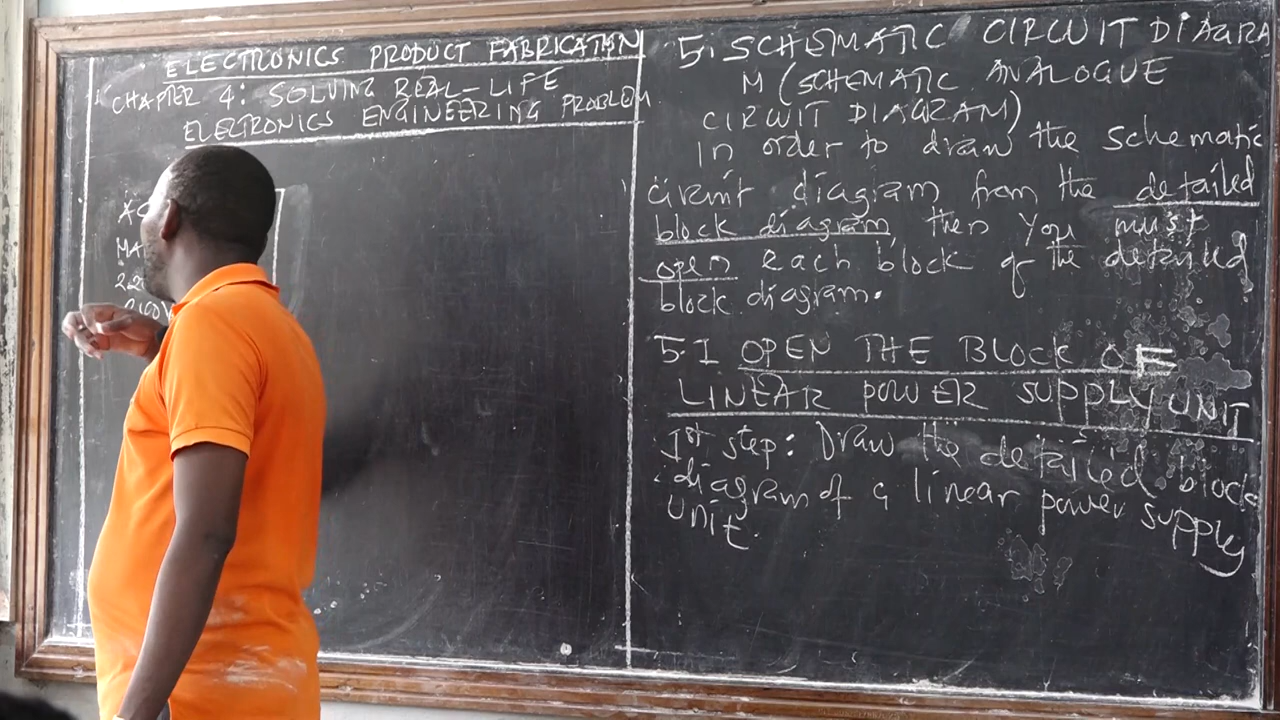 ELECTRONICS PRODUCT FABRICATION
CHAPTER 4: SOLVING REAL-LIFE
ELECTRONICS ENGINEERING PROBLEM
AC
MA
5. SCHEMATIC CIRCUIT DIAGRA
M (SCHEMATIC ANALOGUE
CIRCUIT DIAGRAM)
In order to draw the schematic
circuit diagram from the detailed
block diagram then you must
open each block of the detailed
block diagram.
5.1 OPEN THE BLOCK OF
LINEAR POWER SUPPLY UNIT
1st step: Draw the detailed block
diagram of a linear power supply
unit.